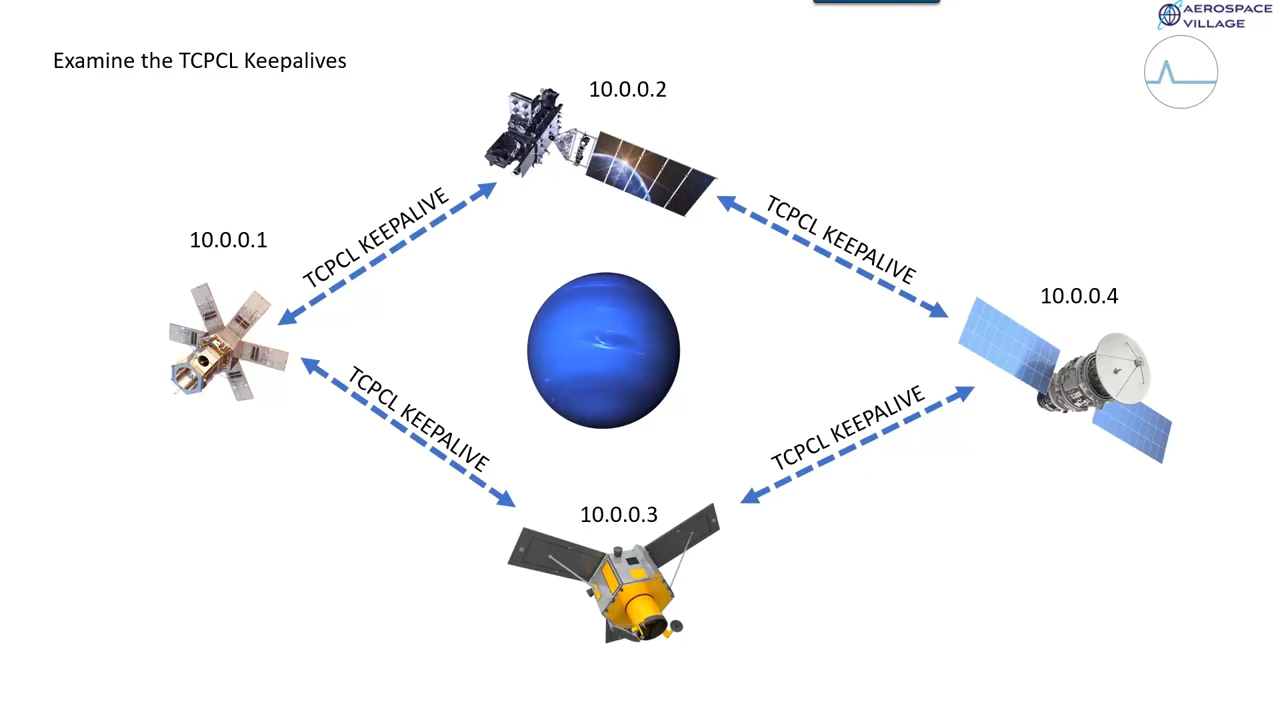 AEROSPACE
VILLAGE
Examine the TCPCL Keepalives
10.0.0.2
TCPCL KEEPALIVE
TCPCL KEEPALIVE
10.0.0.1
10.0.0.4
TCPCL KEEPALIVE
TCPCL KEEPALIVE
10.0.0.3